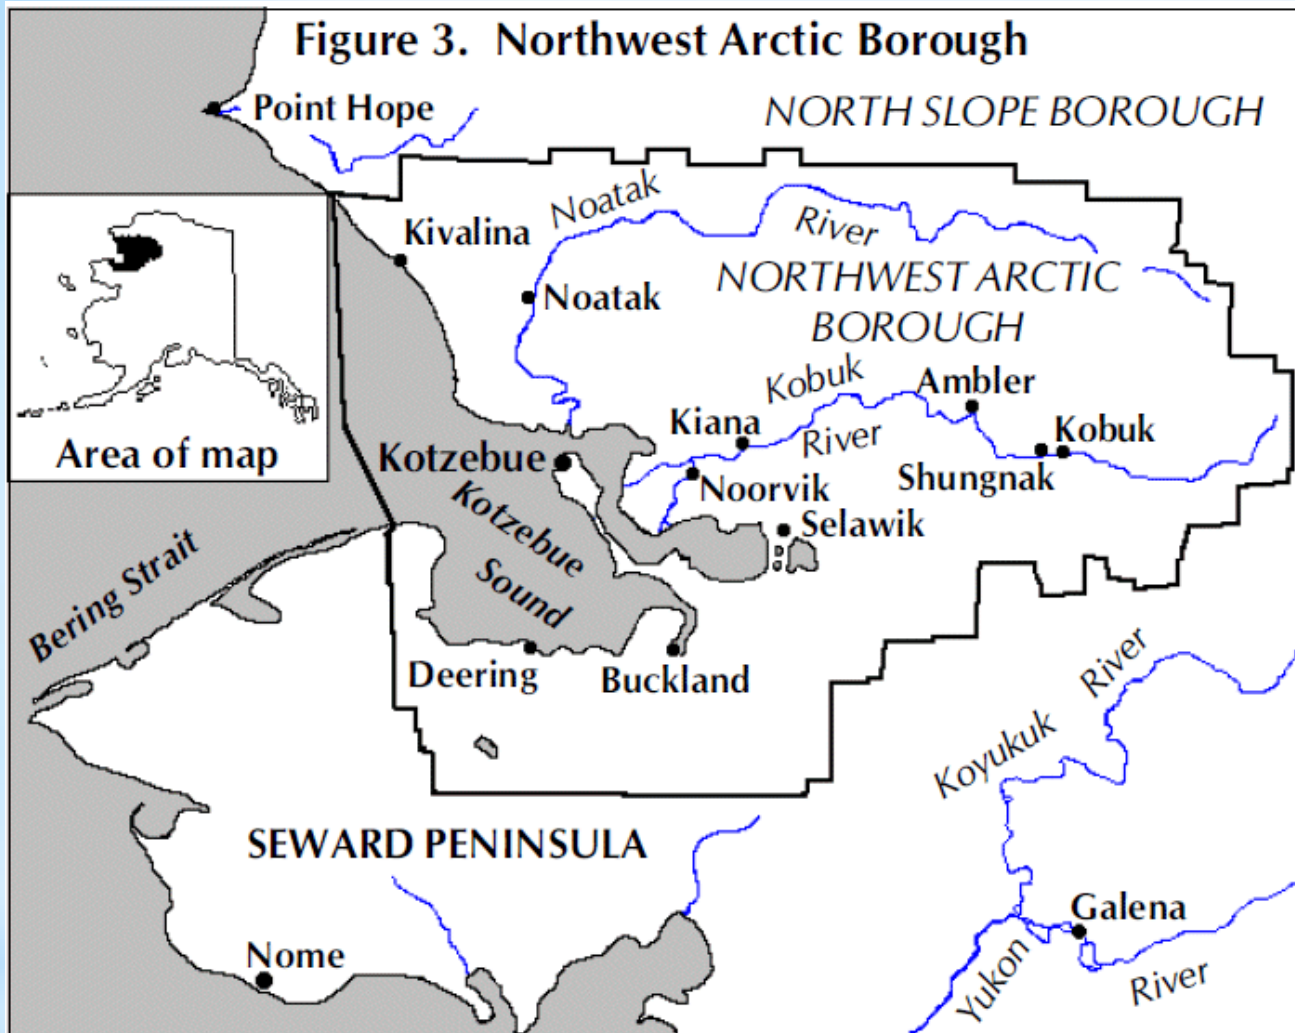 Figure 3. Northwest Arctic Borough
Point Hope
NORTH SLOPE BOROUGH
Noatak
River
Kivalina
NORTHWEST ARCTIC
BOROUGH
Noatak
Kobuk
River
Ambler
Kiana
Kobuk
Area of map
Kotzebue
Shungnak
Noorvik
Selawik
Kotzebue
Sound
Bering Strait
Deering
Buckland
Koyukuk
River
SEWARD PENINSULA
Galena
Nome
Yukon
River